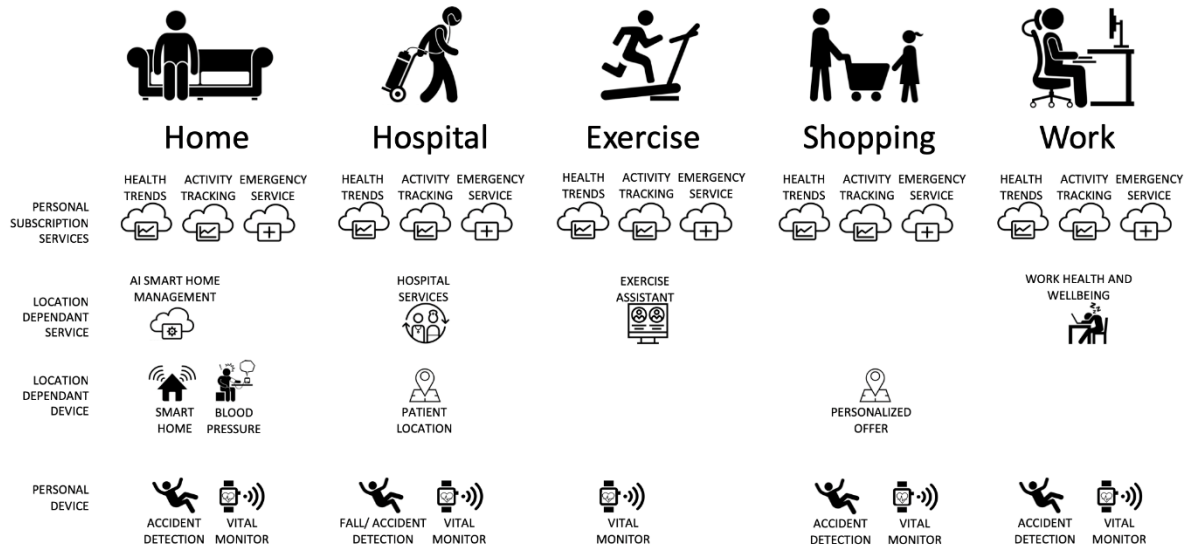 Home Hospital Exercise Shopping Work
HEALTH ACTIVITY EMERGENCY HEALTH ACTIVITY EMERGENCY HEALTH ACTIVITY EMERGENCY HEALTH ACTIVITY EMERGENCY HEALTH ACTIVITY EMERGENCY
TRENDS TRACKING SERVICE TRENDS TRACKING SERVICE TRENDS TRACKING SERVICE TRENDS TRACKING SERVICE TRENDS TRACKING SERVICE
PERSONAL
SUBSCRIPTION
SERVICES
AI SMART HOME HOSPITAL EXERCISE WORK HEALTH AND
MANAGEMENT SERVICES ASSISTANT WELLBEING
LOCATION
DEPENDANT
SERVICE
zzz
LOCATION
DEPENDANT
DEVICE
SMART BLOOD PATIENT PERSONALIZED
HOME PRESSURE LOCATION OFFER
PERSONAL
DEVICE
ACCIDENT VITAL FALL/ ACCIDENT VITAL VITAL ACCIDENT VITAL ACCIDENT VITAL
DETECTION MONITOR DETECTION MONITOR MONITOR DETECTION MONITOR DETECTION MONITOR